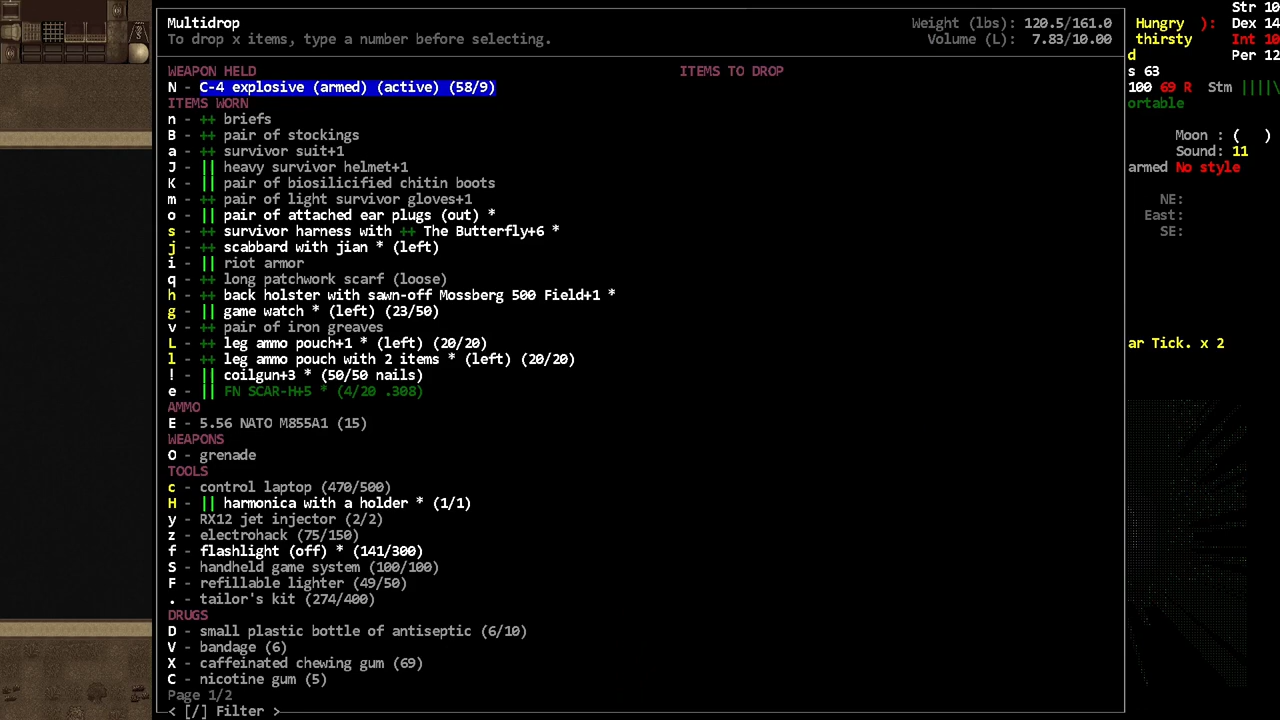 Multidrop
Weight (lbs): 120.5/161.0
To drop x items, type a number before selecting.
Volume (L): 7.83/10.00
WEAPON HELD
ITEMS TO DROP
N - C-4 explosive (armed) (active) (58/9)
ITEMS WORN
n - ++ briefs
B - ++ pair of stockings
a - ++ survivor suit+1
J - || heavy survivor helmet+1
K - || pair of biosilicified chitin boots
m - ++ pair of light survivor gloves+1
o - || pair of attached ear plugs (out) *
s - ++ survivor harness with ++ The Butterfly+6 *
j - ++ scabbard with jian * (left)
i - || riot armor
q - ++ long patchwork scarf (loose)
h - ++ back holster with sawn-off Mossberg 500 Field+1 *
g - || game watch * (left) (23/50)
v - ++ pair of iron greaves
L - ++ leg ammo pouch+1 * (left) (20/20)
l - ++ leg ammo pouch with 2 items * (left) (20/20)
! - || coilgun+3 * (50/50 nails)
e - || FN SCAR-H+5 * (4/20 .308)
AMMO
E - 5.56 NATO M855A1 (15)
WEAPONS
O - grenade
TOOLS
c - control laptop (470/500)
H - || harmonica with a holder * (1/1)
y - RX12 jet injector (2/2)
z - electrohack (75/150)
f - flashlight (off) * (141/300)
S - handheld game system (100/100)
F - refillable lighter (49/50)
. - tailor's kit (274/400)
DRUGS
D - small plastic bottle of antiseptic (6/10)
V - bandage (6)
X - caffeinated chewing gum (69)
C - nicotine gum (5)
Page 1/2
< [/] Filter >
Str 10
Hungry ): Dex 14
thirsty Int 10
d Per 12
s 63
100 69 R Stm ||||\
ortable
Moon : ( )
Sound: 11
armed No style
NE:
East:
SE:
ar Tick. x 2